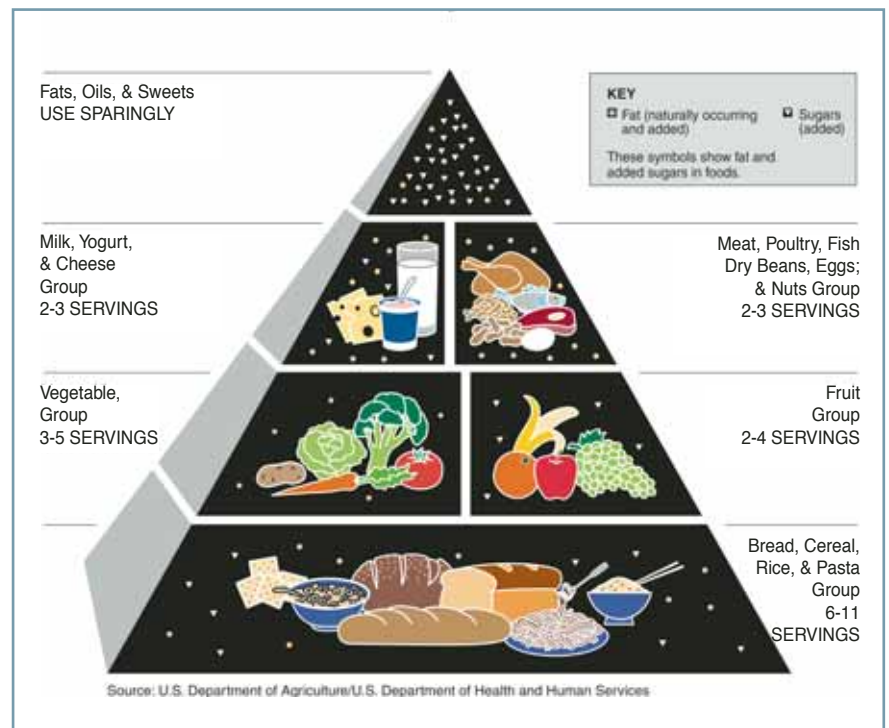 Fats, Oils, & Sweets
USE SPARINGLY
KEY
Fat (naturally occurring
and added)
Sugars
(added)
These symbols show fat and
added sugars in foods.
Milk, Yogurt,
& Cheese
Group
2-3 SERVINGS
Meat, Poultry, Fish
Dry Beans, Eggs;
& Nuts Group
2-3 SERVINGS
Vegetable,
Group
3-5 SERVINGS
Fruit
Group
2-4 SERVINGS
Bread, Cereal,
Rice, & Pasta
Group
6-11
SERVINGS
Source: U.S. Department of Agriculture/U.S. Department of Health and Human Services